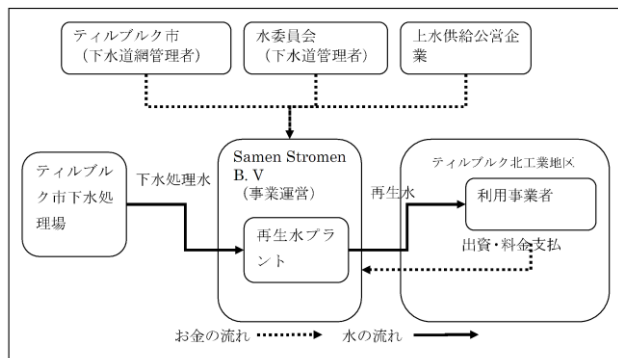 ティルブルク市
（下水道網管理者）
水委員会
（下水道管理者）
上水供給公営企
業
ティルブル
ク市下水処
理場
下水処理水
Samen Stromen
B. V
（事業運営）
再生水プラ
ント
再生水
ティルブルク北工業地区
利用事業者
出資・料金支払
お金の流れ
水の流れ